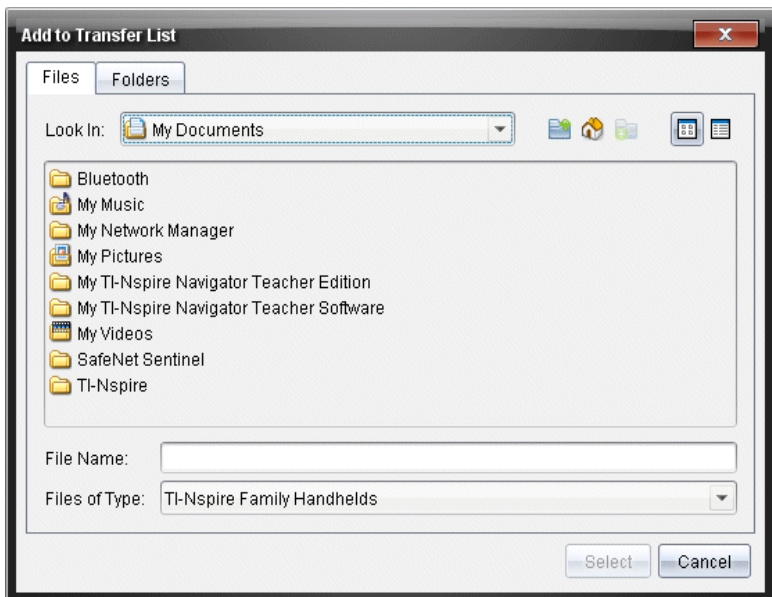 Add to Transfer List
Files Folders
Look In: My Documents
Bluetooth
My Music
My Network Manager
My Pictures
My TI-Nspire Navigator Teacher Edition
My TI-Nspire Navigator Teacher Software
My Videos
SafeNet Sentinel
TI-Nspire
File Name:
Files of Type: TI-Nspire Family Handhelds
Select Cancel